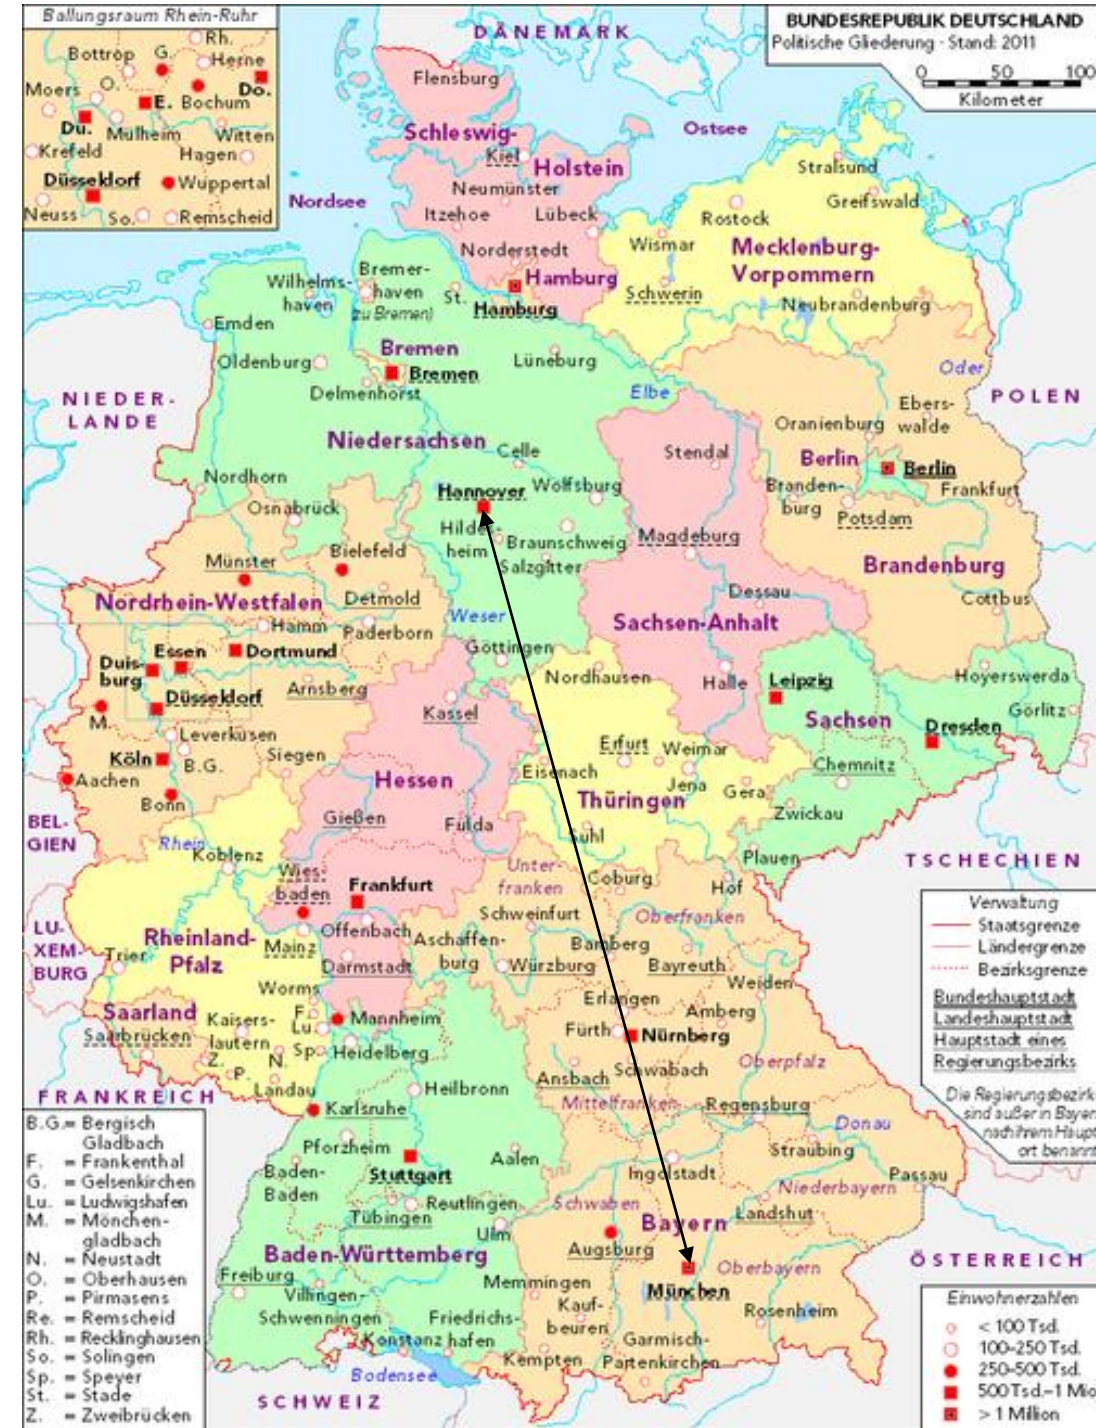 Ballungsraum Rhein-Ruhr
Rh.
Bottrop
G.
Herne
Moers
O.
E.
Bochum
Do.
Du.
Mülheim
Witten
Krefeld
Hagen
Düsseldorf
Wuppertal
Neuss
So.
Remscheid
BUNDESREPUBLIK DEUTSCHLAND
Politische Gliederung - Stand: 2011
0 50 100
Kilometer
DÄNEMARK
Flensburg
Schleswig-
Holstein
Kiel
Ostsee
Nordsee
Neumünster
Itzehoe
Lübeck
Norderstedt
Hamburg
Hamburg
Stralsund
Greifswald
Rostock
Wismar
Mecklenburg-
Vorpommern
Schwerin
Neubrandenburg
Wilhelms-
haven
Bremer-
haven
(zu Bremen)
St.
Emden
Oldenburg
Bremen
Bremen
Delmenhorst
Lüneburg
Elbe
Oder
NIEDER-
LANDE
POLEN
Niedersachsen
Celle
Nordhorn
Hannover
Wolfsburg
Osnabrück
Hildes-
heim
Braunschweig
Salzgitter
Stendal
Oranienburg
Ebers-
walde
Berlin
Berlin
Branden-
burg
Potsdam
Frankfurt
Magdeburg
Brandenburg
Cottbus
Münster
Bielefeld
Nordrhein-Westfalen
Detmold
Hamm
Paderborn
Weser
Göttingen
Dessau
Sachsen-Anhalt
Essen
Dortmund
Duis-
burg
Düsseldorf
Arnsberg
M.
Kassel
Nordhausen
Halle
Leipzig
Hoyerswerda
Sachsen
Görlitz
Dresden
Leverkusen
Köln
B.G.
Siegen
Aachen
Bonn
Hessen
Erfurt
Weimar
Eisenach
Jena
Gera
Thüringen
Chemnitz
Zwickau
Suhl
Plauen
BEL-
GIEN
Rhein
Gießen
Fulda
Koblenz
Unter-
franken
Coburg
Hof
TSCHECHIEN
Wies-
baden
Frankfurt
Schweinfurt
Oberfranken
Offenbach
Mainz
Aschaffen-
burg
Bamberg
Würzburg
Bayreuth
LU-
XEM-
BURG
Rheinland-
Pfalz
Trier
Darmstadt
Weiden
Worms
Erlangen
Amberg
Saarland
F.
Lu
Mannheim
Fürth
Nürnberg
Saarbrücken
Kaisers-
lautern
Sp.
Heidelberg
Z.
P.
N.
Ansbach
Schwabach
Oberpfalz
Landau
Heilbronn
Mittelfranken
Regensburg
FRANKREICH
Karlsruhe
Donau
Pforzheim
Straubing
Baden-
Baden
Stuttgart
Aalen
Ingolstadt
Passau
Tübingen
Reutlingen
Schwaben
Niederbayern
Landshut
Ulm
Bayern
Baden-Württemberg
Augsburg
Freiburg
Memmingen
München
Oberbayern
ÖSTERREICH
Villingen-
Schwenningen
Kauf-
beuren
Rosenheim
Friedrichs-
hafen
Konstanz
Garmisch-
Partenkirchen
Kempten
Bodensee
SCHWEIZ
Verwaltung
Staatsgrenze
Ländergrenze
Bezirksgrenze
Bundeshauptstadt
Landeshauptstadt
Hauptstadt eines
Regierungsbezirks
Die Regierungsbezirk
sind außer in Bayer
nach ihrem Haupt
ort benannt
B.G.= Bergisch
Gladbach
F. = Frankenthal
G. = Gelsenkirchen
Lu. = Ludwigshafen
M. = Mönchen-
gladbach
N. = Neustadt
O. = Oberhausen
P. = Pirmasens
Re. = Remscheid
Rh. = Recklinghausen
So. = Solingen
Sp. = Speyer
St. = Stade
Z. = Zweibrücken
Einwohnerzahlen
< 100 Tsd.
100-250 Tsd.
250-500 Tsd.
500 Tsd.-1 Mio
> 1 Million